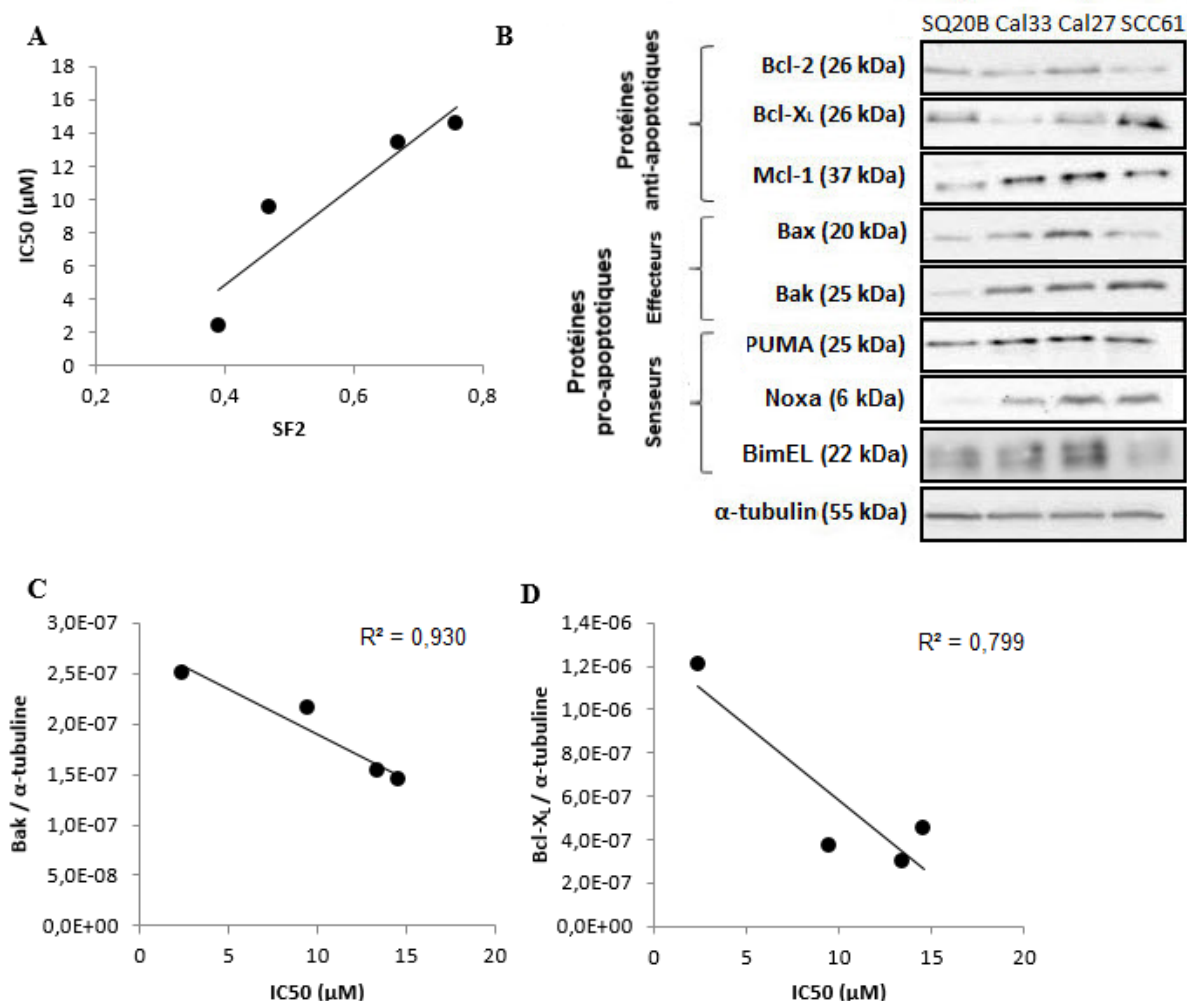 A
18
16
14
12
10
8
6
4
2
0
IC50 (µM)
0,2 0,4 0,6 0,8
SF2
B
SQ20B Cal33 Cal27 SCC61
Protéines
anti-apoptotiques
Bcl-2 (26 kDa)
Bcl-XL (26 kDa)
Mcl-1 (37 kDa)
Protéines
pro-apoptotiques
Effecteurs
Bax (20 kDa)
Bak (25 kDa)
Senseurs
PUMA (25 kDa)
Noxa (6 kDa)
BimEL (22 kDa)
α-tubulin (55 kDa)
C
3,0E-07
2,5E-07
2,0E-07
1,5E-07
1,0E-07
5,0E-08
0,0E+00
Bak / α-tubuline
R² = 0,930
0 5 10 15 20
IC50 (µM)
D
1,4E-06
1,2E-06
1,0E-06
8,0E-07
6,0E-07
4,0E-07
2,0E-07
0,0E+00
Bcl-XL / α-tubuline
R² = 0,799
0 5 10 15 20
IC50 (µM)